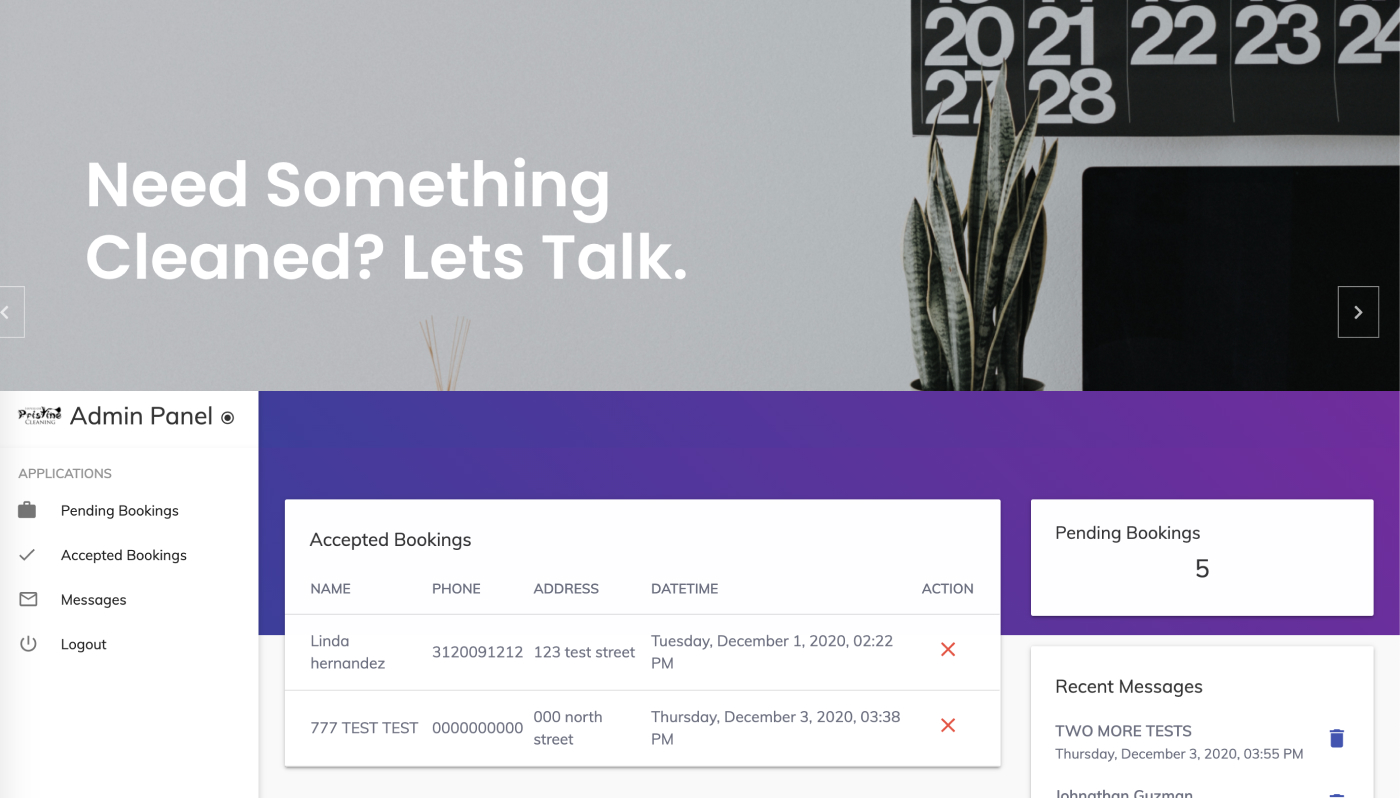 20 21 22 23 24
27 28
Need Something
Cleaned? Lets Talk.
Pristine
CLEANING
Admin Panel
APPLICATIONS
Pending Bookings
Accepted Bookings
Messages
Logout
Accepted Bookings
NAME PHONE ADDRESS DATETIME ACTION
Linda
hernandez
3120091212
123 test street
Tuesday, December 1, 2020, 02:22
PM
777 TEST TEST
0000000000
000 north
street
Thursday, December 3, 2020, 03:38
PM
Pending Bookings
5
Recent Messages
TWO MORE TESTS
Thursday, December 3, 2020, 03:55 PM
Johnathan Guzman